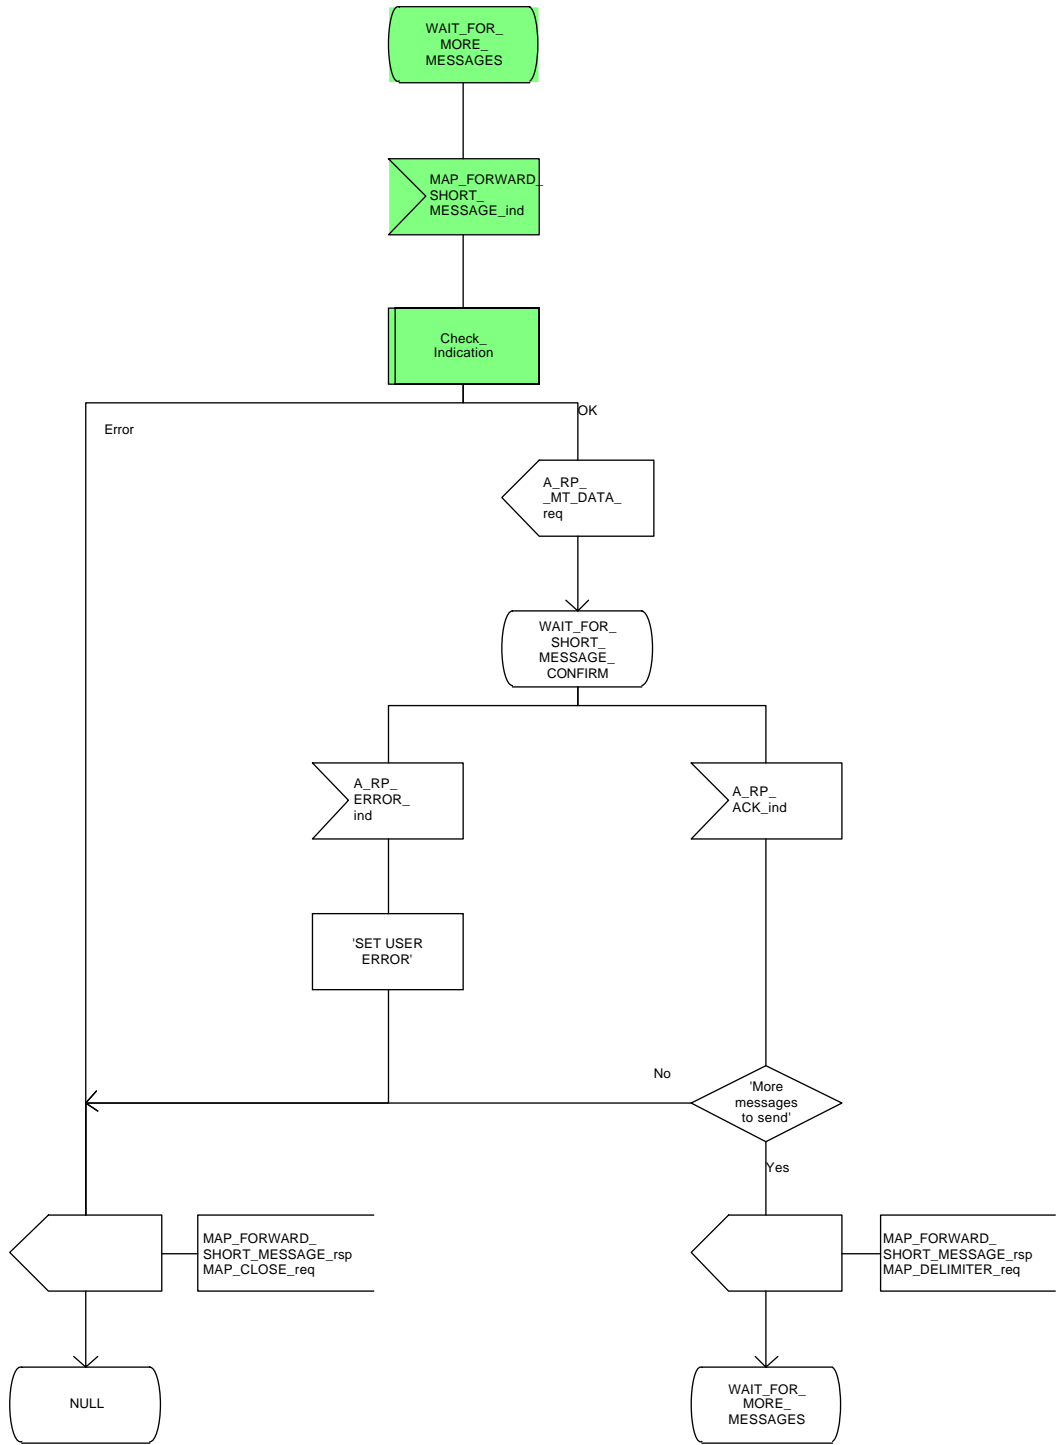 WAIT_FOR_
MORE_
MESSAGES
MAP_FORWARD_
SHORT_
MESSAGE_ind
Check_
Indication
OK
Error
A_RP_
_MT_DATA_
req
WAIT_FOR_
SHORT_
MESSAGE_
CONFIRM
A_RP_
ERROR_
ind
A_RP_
ACK_ind
'SET USER
ERROR'
No
'More
messages
to send'
Yes
MAP_FORWARD_
SHORT_MESSAGE_rsp
MAP_CLOSE_req
MAP_FORWARD_
SHORT_MESSAGE_rsp
MAP_DELIMITER_req
NULL
WAIT_FOR_
MORE_
MESSAGES